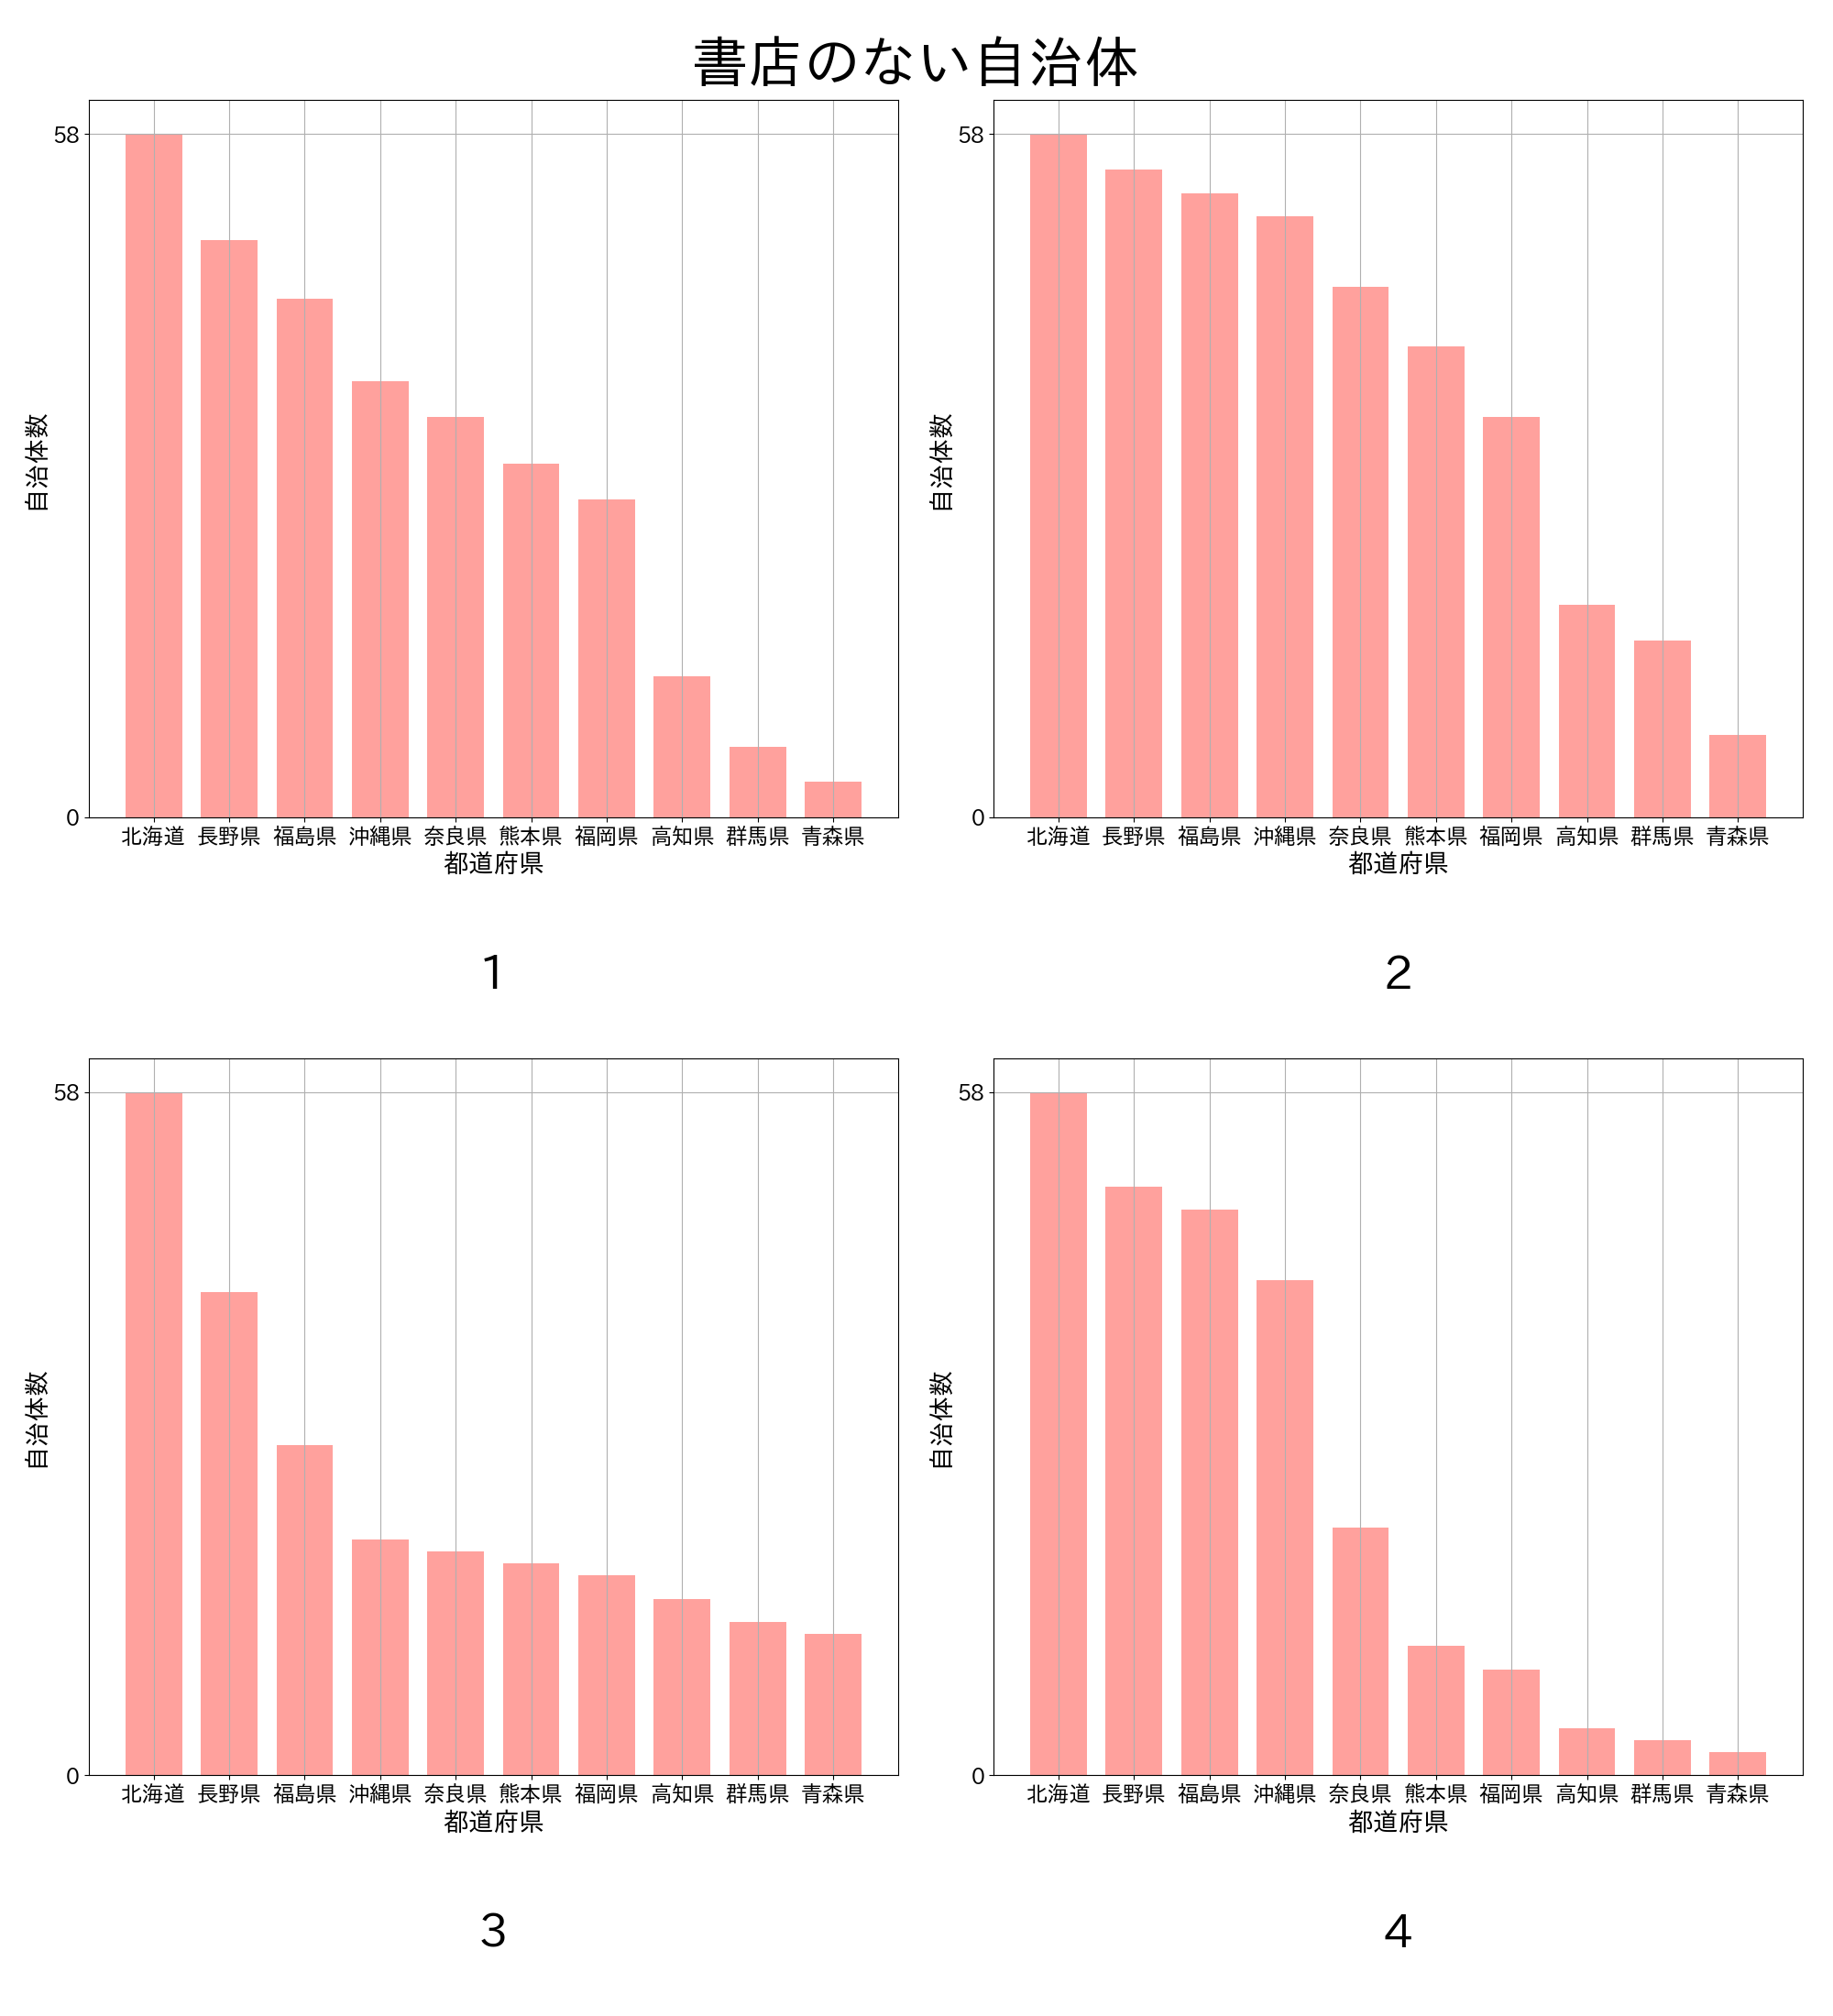 書店のない自治体
58
0
自治体数
北海道 長野県 福島県 沖縄県 奈良県 熊本県 福岡県 高知県 群馬県 青森県
都道府県
1
58
0
自治体数
北海道 長野県 福島県 沖縄県 奈良県 熊本県 福岡県 高知県 群馬県 青森県
都道府県
2
58
0
自治体数
北海道 長野県 福島県 沖縄県 奈良県 熊本県 福岡県 高知県 群馬県 青森県
都道府県
3
58
0
自治体数
北海道 長野県 福島県 沖縄県 奈良県 熊本県 福岡県 高知県 群馬県 青森県
都道府県
4